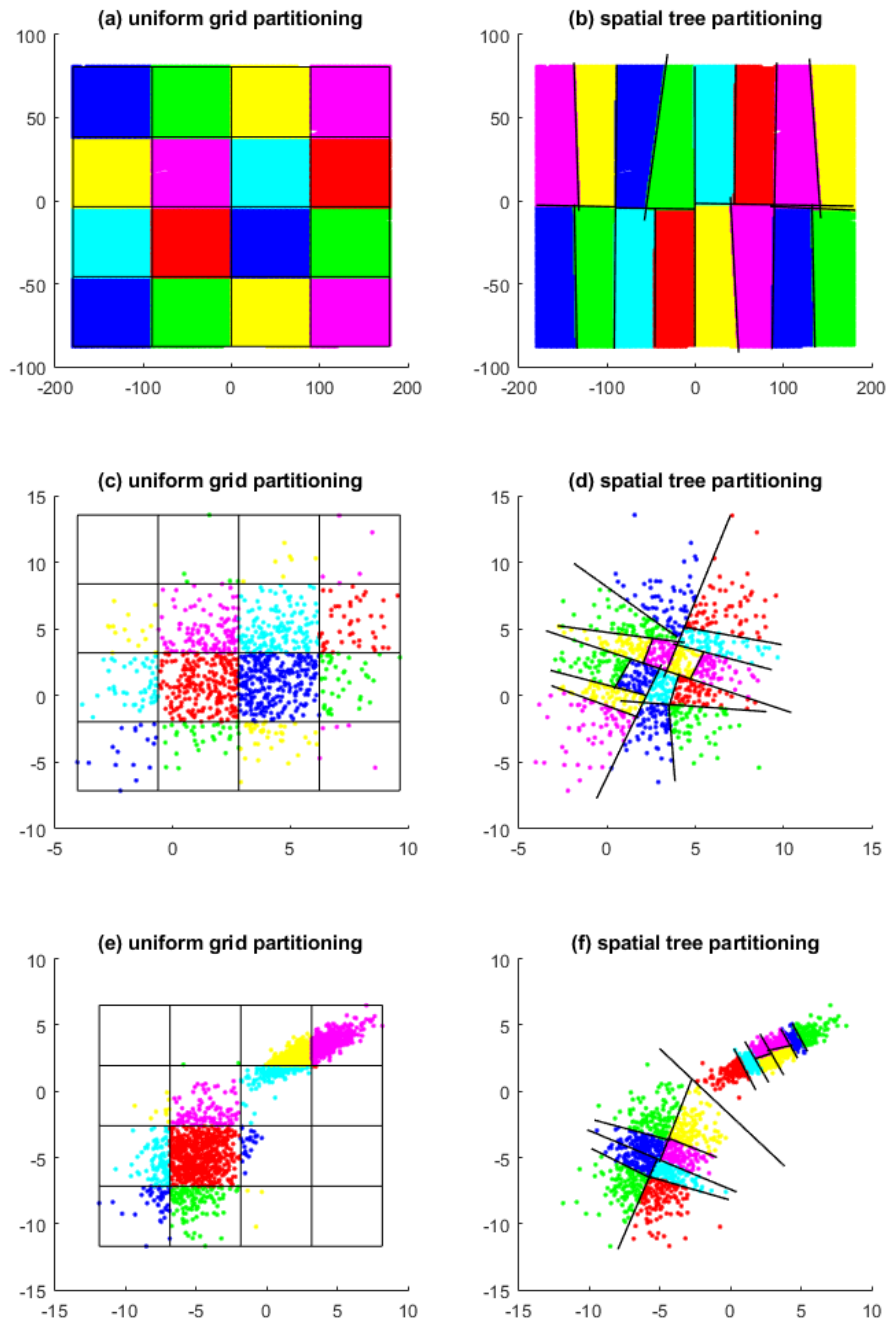 (a) uniform grid partitioning
100
50
0
-50
-100
-200 -100 0 100 200
(b) spatial tree partitioning
100
50
0
-50
-100
-200 -100 0 100 200
(c) uniform grid partitioning
15
10
5
0
-5
-10
-5 0 5 10
(d) spatial tree partitioning
15
10
5
0
-5
-10
-5 0 5 10 15
(e) uniform grid partitioning
10
5
0
-5
-10
-15
-15 -10 -5 0 5 10
(f) spatial tree partitioning
10
5
0
-5
-10
-15
-15 -10 -5 0 5 10